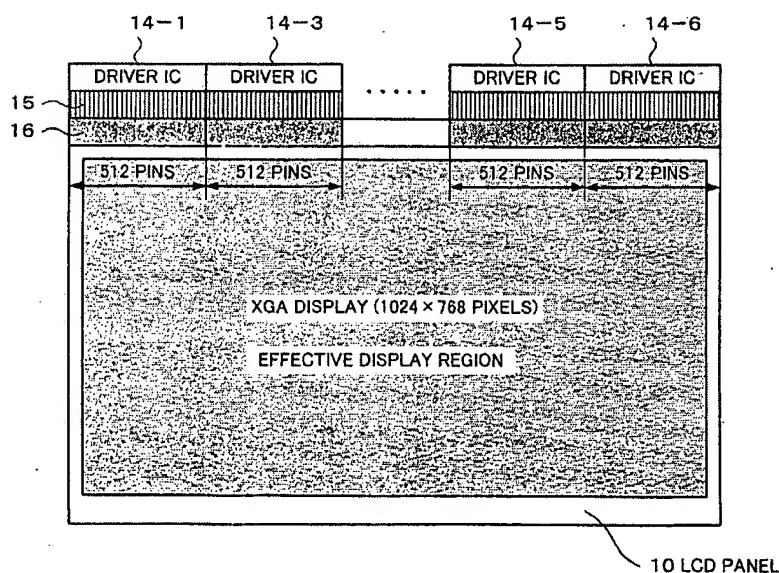 14-1 14-3 14-5 14-6
DRIVER IC DRIVER IC ..... DRIVER IC DRIVER IC
15
16
512 PINS 512 PINS 512 PINS 512 PINS
XGA DISPLAY (1024 × 768 PIXELS)
EFFECTIVE DISPLAY REGION
10 LCD PANEL